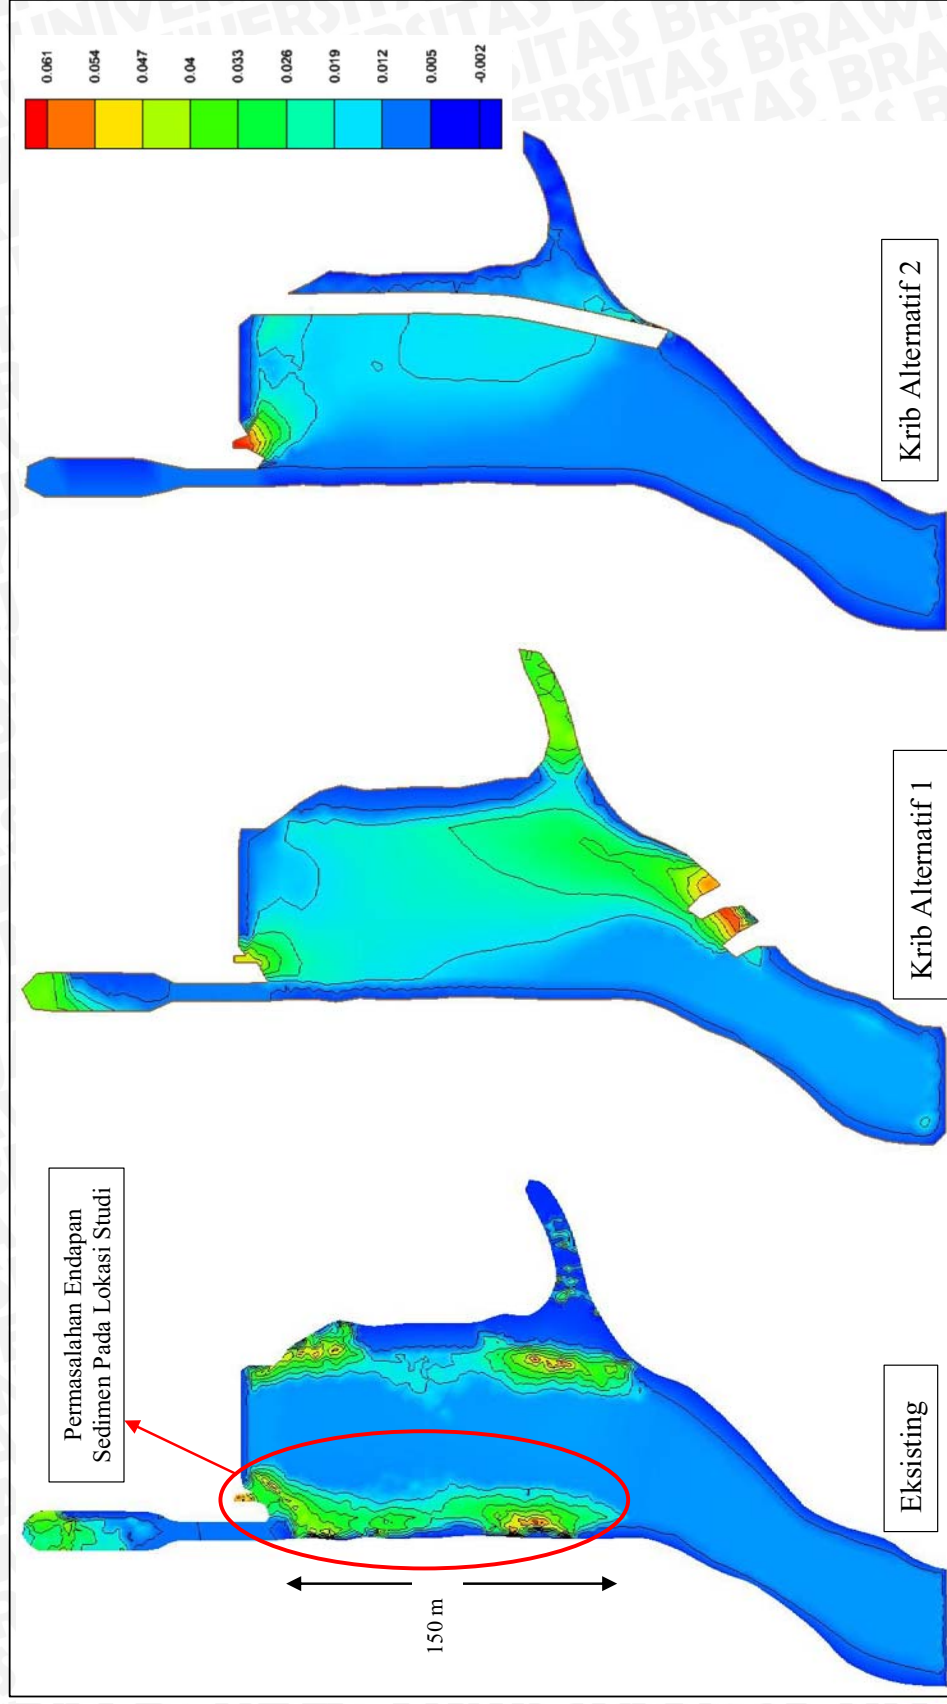 0.061
0.054
0.047
0.04
0.033
0.026
0.019
0.012
0.005
-0.002
Permasalahan Endapan
Sedimen Pada Lokasi Studi
150 m
Eksisting
Krib Alternatif 1
Krib Alternatif 2